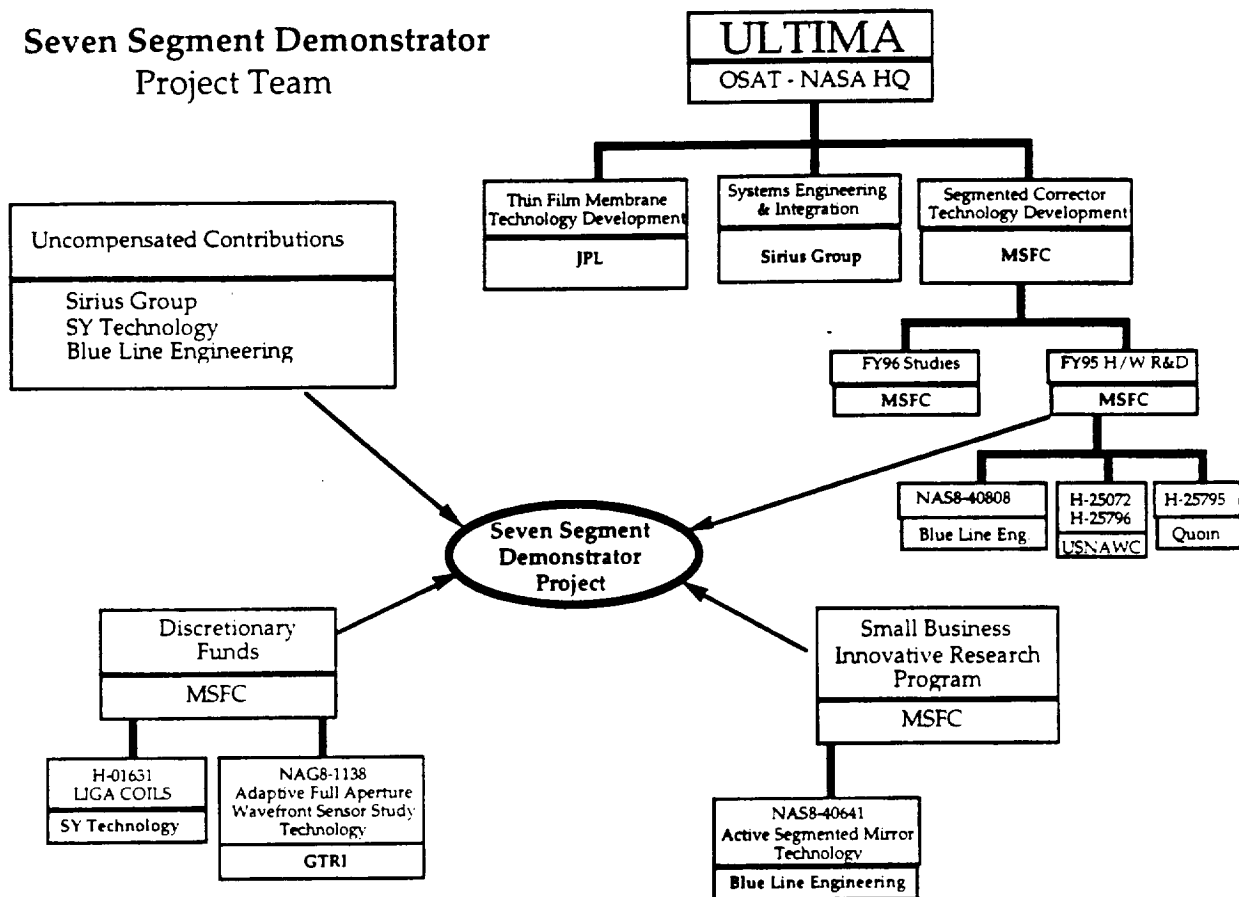 Seven Segment Demonstrator
Project Team
ULTIMA
OSAT - NASA HQ
Thin Film Membrane
Technology Development
JPL
Systems Engineering
& Integration
Sirius Group
Segmented Corrector
Technology Development
MSFC
Uncompensated Contributions
Sirius Group
SY Technology
Blue Line Engineering
FY96 Studies
MSFC
FY95 H/W R&D
MSFC
NAS8-40808
Blue Line Eng.
H-25072
H-25796
USNAWC
H-25795
Quoin
Seven Segment
Demonstrator
Project
Discretionary
Funds
MSFC
H-01631
LIGA COILS
SY Technology
NAG8-1138
Adaptive Full Aperture
Wavefront Sensor Study
Technology
GTRI
Small Business
Innovative Research
Program
MSFC
NAS8-40641
Active Segmented Mirror
Technology
Blue Line Engineering